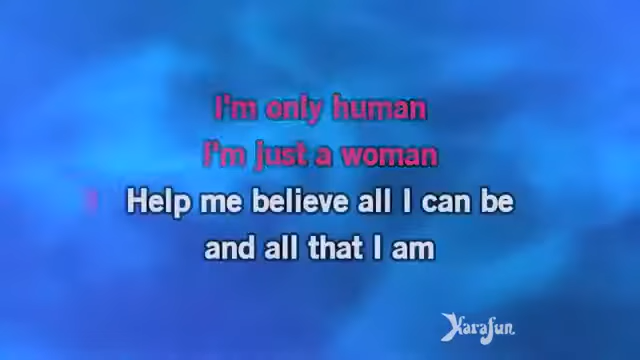 I'm only human
I'm just a woman
Help me believe all I can be
and all that I am
Karafun